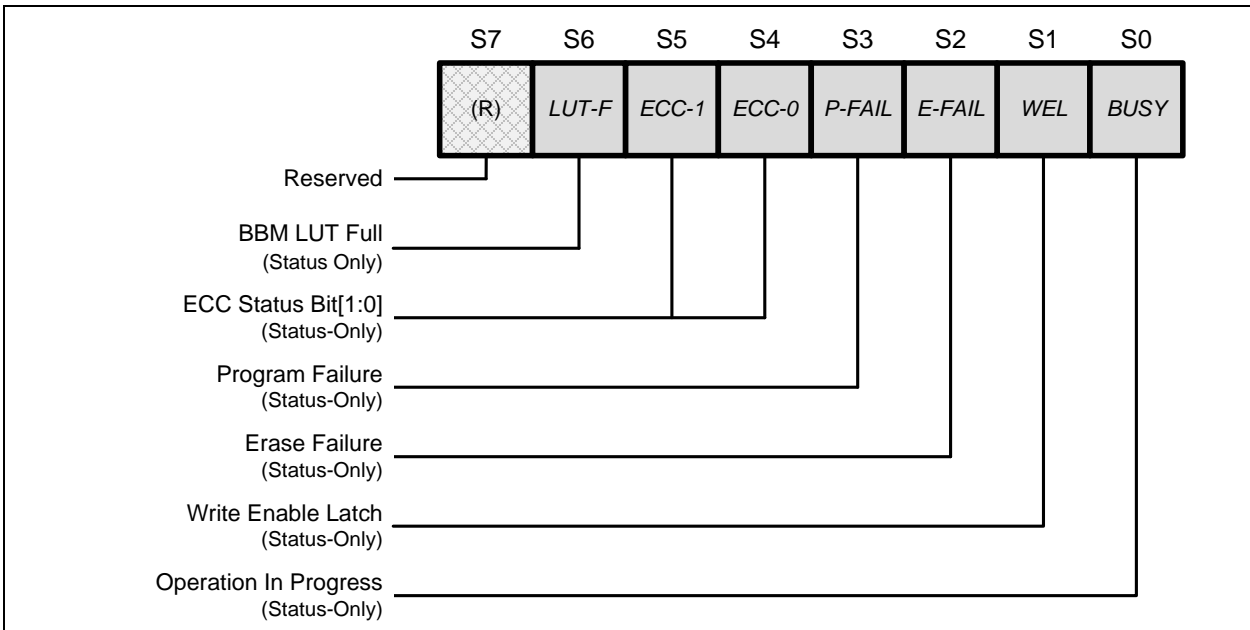 S7 S6 S5 S4 S3 S2 S1 S0
(R) LUT-F ECC-1 ECC-0 P-FAIL E-FAIL WEL BUSY
Reserved
BBM LUT Full
(Status Only)
ECC Status Bit[1:0]
(Status-Only)
Program Failure
(Status-Only)
Erase Failure
(Status-Only)
Write Enable Latch
(Status-Only)
Operation In Progress
(Status-Only)